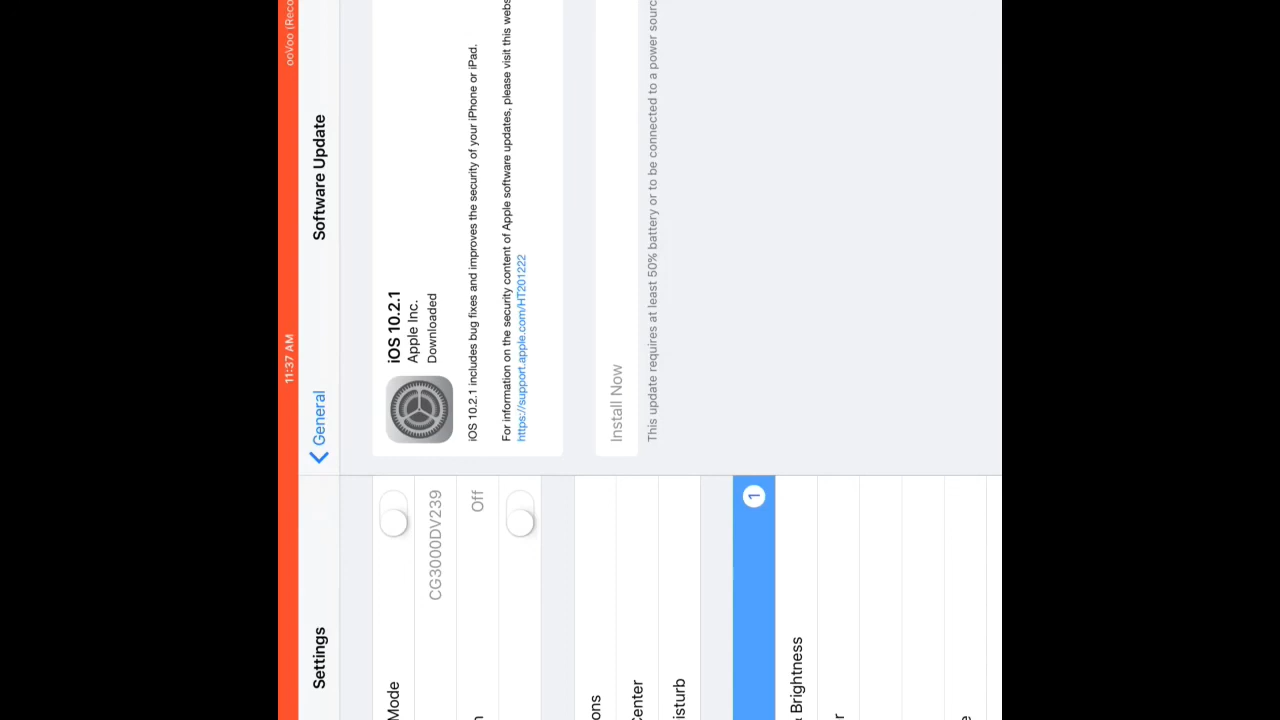 11:37 AM
ooVoo (Reco
Settings
General
Software Update
Mode
CG3000DV239
Off
ons
enter
isturb
1
Brightness
iOS 10.2.1
Apple Inc.
Downloaded
iOS 10.2.1 includes bug fixes and improves the security of your iPhone or iPad.
For information on the security content of Apple software updates, please visit this webs
https://support.apple.com/HT201222
Install Now
This update requires at least 50% battery or to be connected to a power sourc